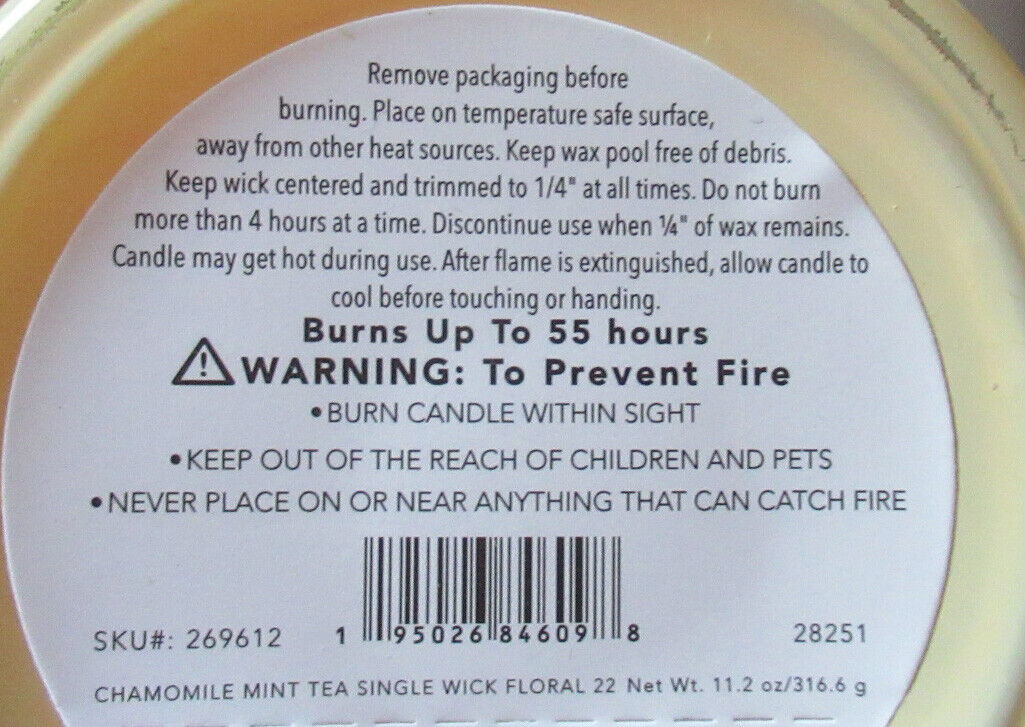 Remove packaging before
burning. Place on temperature safe surface,
away from other heat sources. Keep wax pool free of debris.
Keep wick centered and trimmed to 1/4" at all times. Do not burn
more than 4 hours at a time. Discontinue use when ¼" of wax remains.
Candle may get hot during use. After flame is extinguished, allow candle to
cool before touching or handing.
Burns Up To 55 hours
⚠WARNING: To Prevent Fire
•BURN CANDLE WITHIN SIGHT
•KEEP OUT OF THE REACH OF CHILDREN AND PETS
•NEVER PLACE ON OR NEAR ANYTHING THAT CAN CATCH FIRE
SKU#: 269612 1 95026 84609 8 28251
CHAMOMILE MINT TEA SINGLE WICK FLORAL 22 Net Wt. 11.2 oz/316.6 g